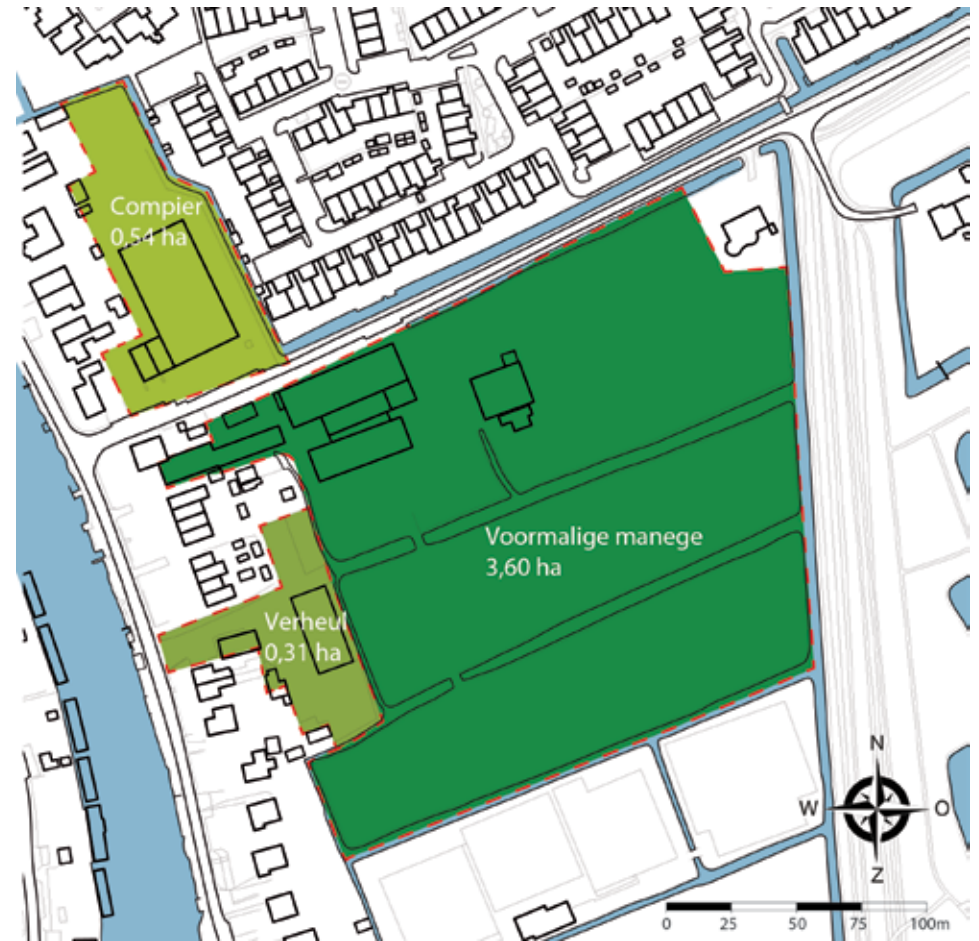 Compier
0,54 ha
Voormalige manege
3,60 ha
Verheul
0,31 ha
N
W
O
Z
0
25
50
75
100m